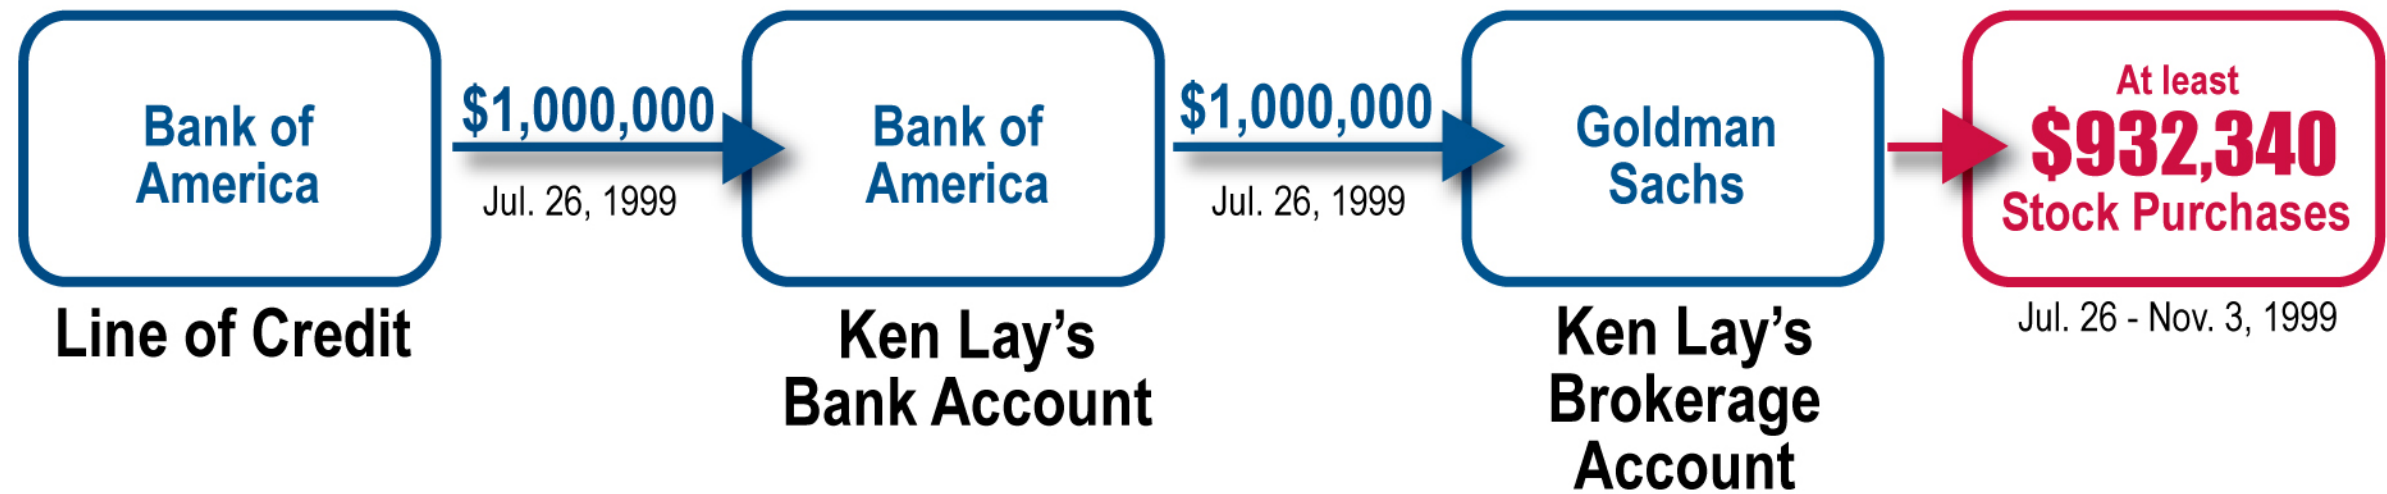 Bank of
America
Line of Credit
$1,000,000
Jul. 26, 1999
Bank of
America
Ken Lay’s
Bank Account
$1,000,000
Jul. 26, 1999
Goldman
Sachs
Ken Lay’s
Brokerage
Account
At least
$932,340
Stock Purchases
Jul. 26 - Nov. 3, 1999